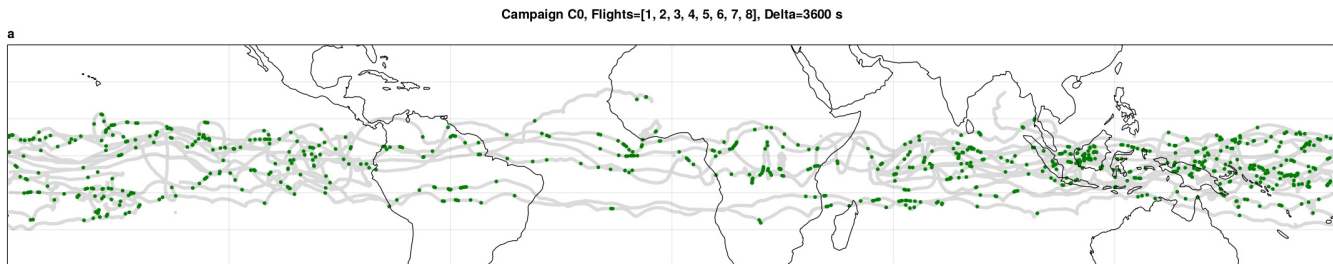 Campaign C0, Flights=[1, 2, 3, 4, 5, 6, 7, 8], Delta=3600 s
a